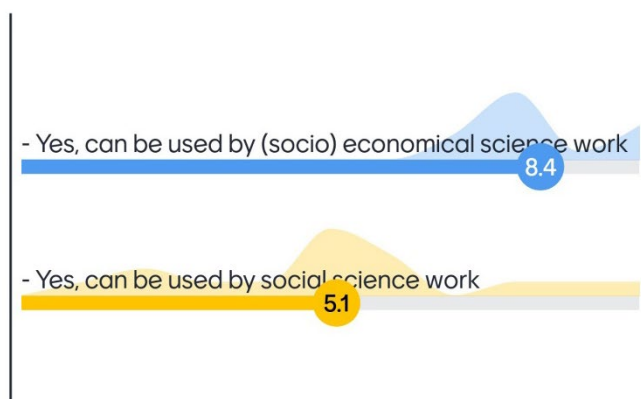 - Yes, can be used by (socio) economical science work
8.4
- Yes, can be used by social science work
5.1